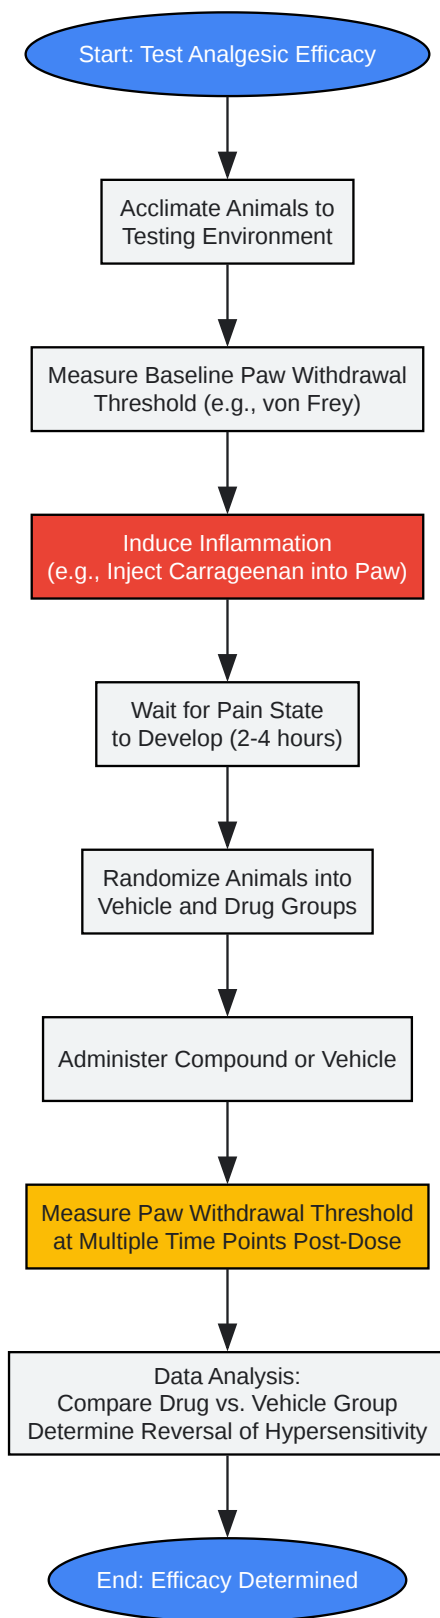 Start: Test Analgesic Efficacy
Acclimate Animals to
Testing Environment
Measure Baseline Paw Withdrawal
Threshold (e.g., von Frey)
Induce Inflammation
(e.g., Inject Carrageenan into Paw)
Wait for Pain State
to Develop (2-4 hours)
Randomize Animals into
Vehicle and Drug Groups
Administer Compound or Vehicle
Measure Paw Withdrawal Threshold
at Multiple Time Points Post-Dose
Data Analysis:
Compare Drug vs. Vehicle Group
Determine Reversal of Hypersensitivity
End: Efficacy Determined